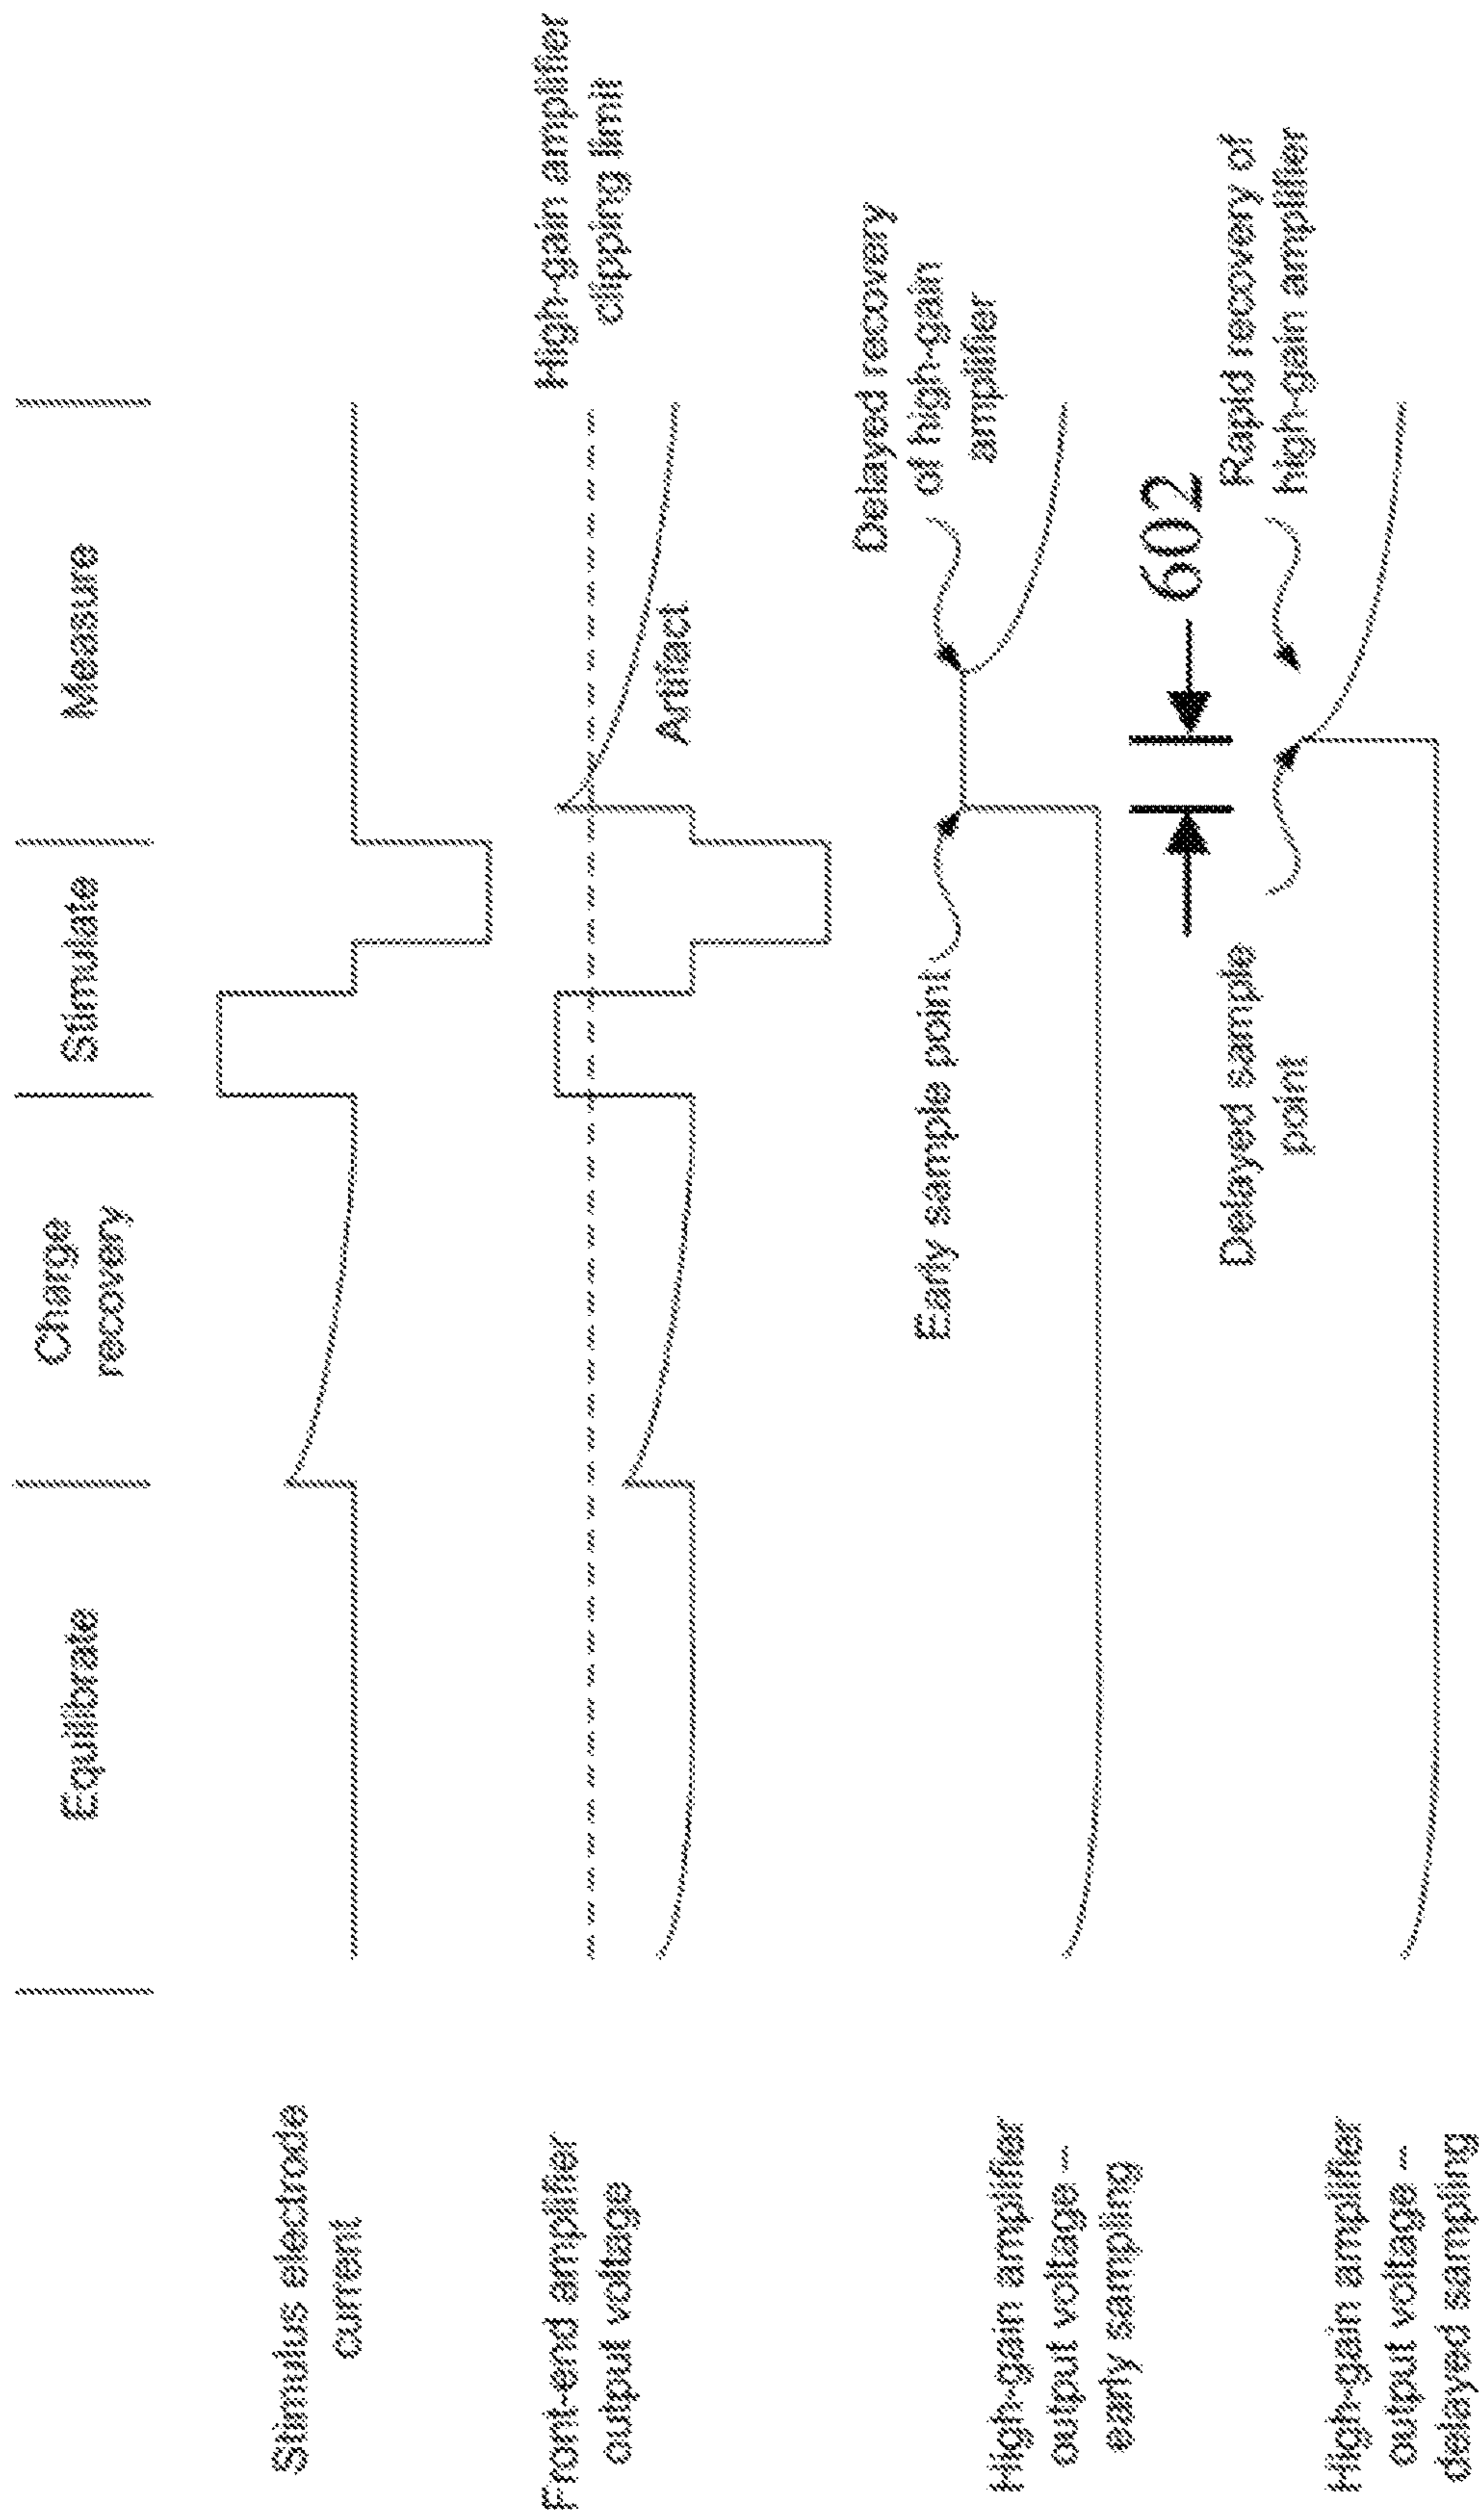 Equilibrate
Charge
recovery
Stimulate
Measure
Stimulus electrode
current
High-gain amplifier
clipping limit
Front-end amplifier
output voltage
Artifact
Delayed recovery
of high-gain
amplifier
Early sample point
High-gain amplifier
output voltage –
early sampling
602
Delayed sample
point
Rapid recovery of
high-gain amplifier
High-gain amplifier
output voltage –
delayed sampling